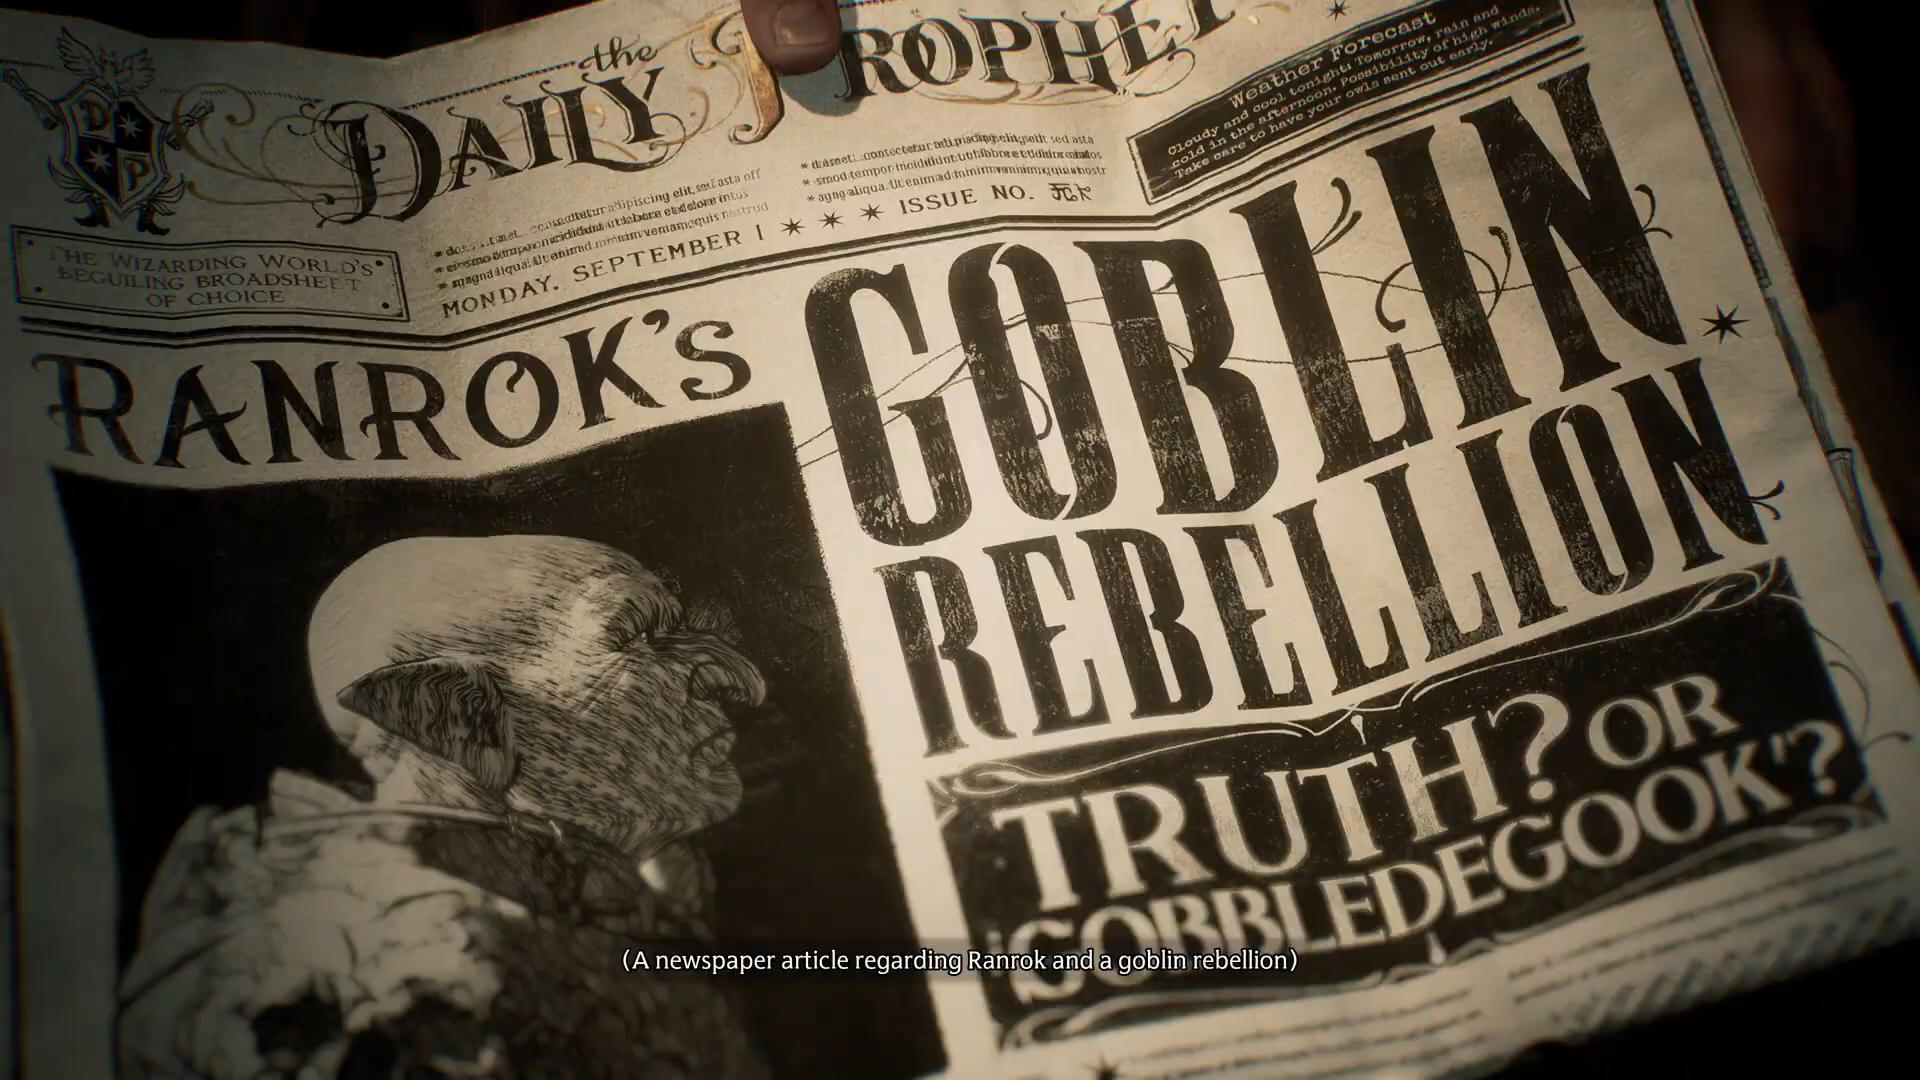 the
DAILY PROPHET
Weather Forecast
Cloudy and cool tonight: Tomorrow, rain and
cold in the afternoon. Possibility of high winds.
Take care to have your owls sent out early.
D
P
THE WIZARDING WORLD'S
BEGUILING BROADSHEET
OF CHOICE
MONDAY, SEPTEMBER 1
ISSUE NO.
RANROK'S
GOBLIN
REBELLION
TRUTH? OR
'GOBBLEDEGOOK'?
(A newspaper article regarding Ranrok and a goblin rebellion)